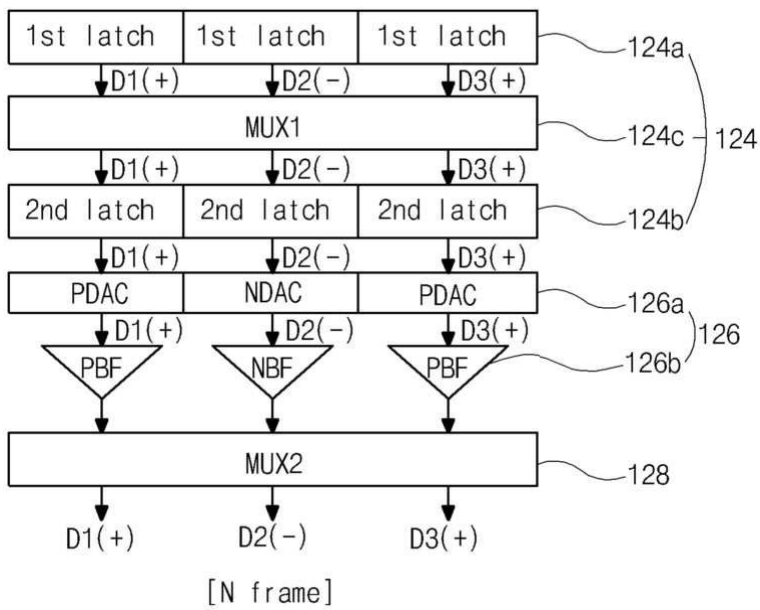 1st latch 1st latch 1st latch 124a
D1(+) D2(-) D3(+)
MUX1 124c 124
D1(+) D2(-) D3(+)
2nd latch 2nd latch 2nd latch 124b
D1(+) D2(-) D3(+)
PDAC NDAC PDAC 126a
D1(+) D2(-) D3(+) 126
PBF NBF PBF 126b
MUX2 128
D1(+) D2(-) D3(+)
[N frame]